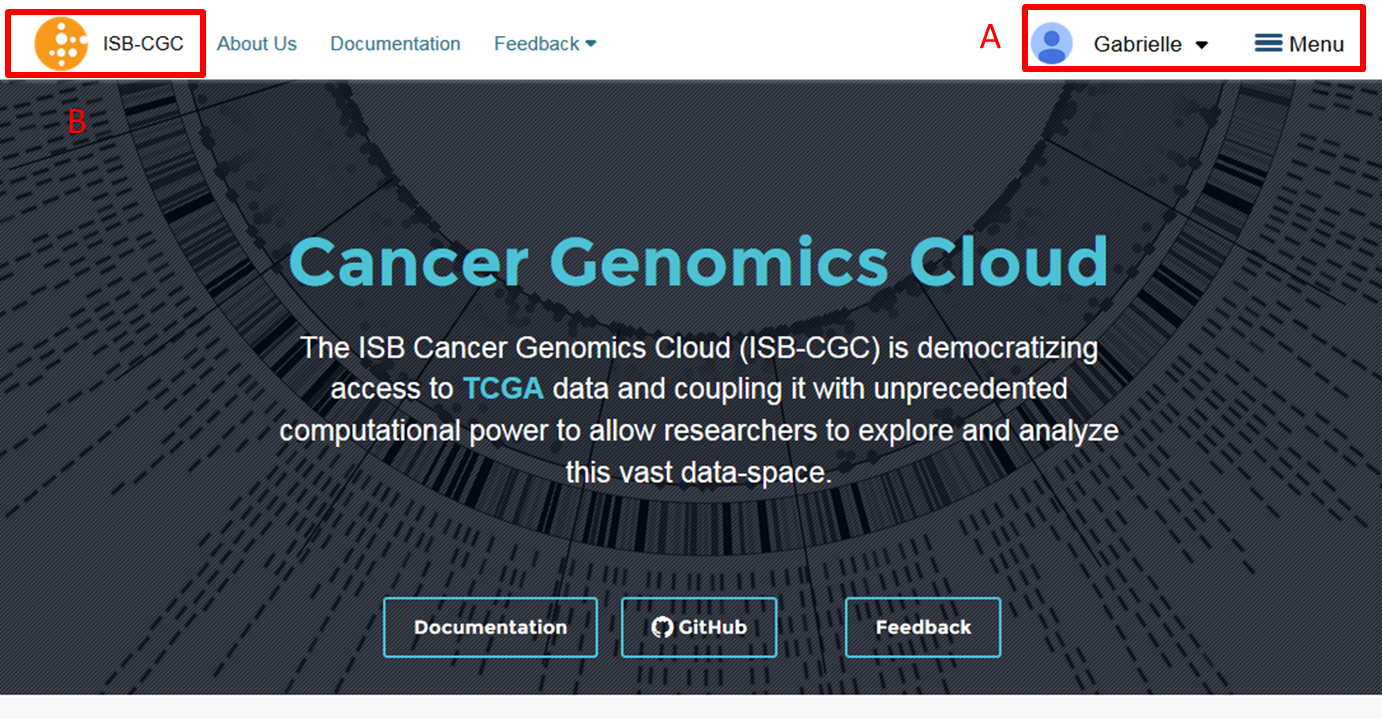 ISB-CGC About Us Documentation Feedback A Gabrielle Menu
B
Cancer Genomics Cloud
The ISB Cancer Genomics Cloud (ISB-CGC) is democratizing
access to TCGA data and coupling it with unprecedented
computational power to allow researchers to explore and analyze
this vast data-space.
Documentation GitHub Feedback